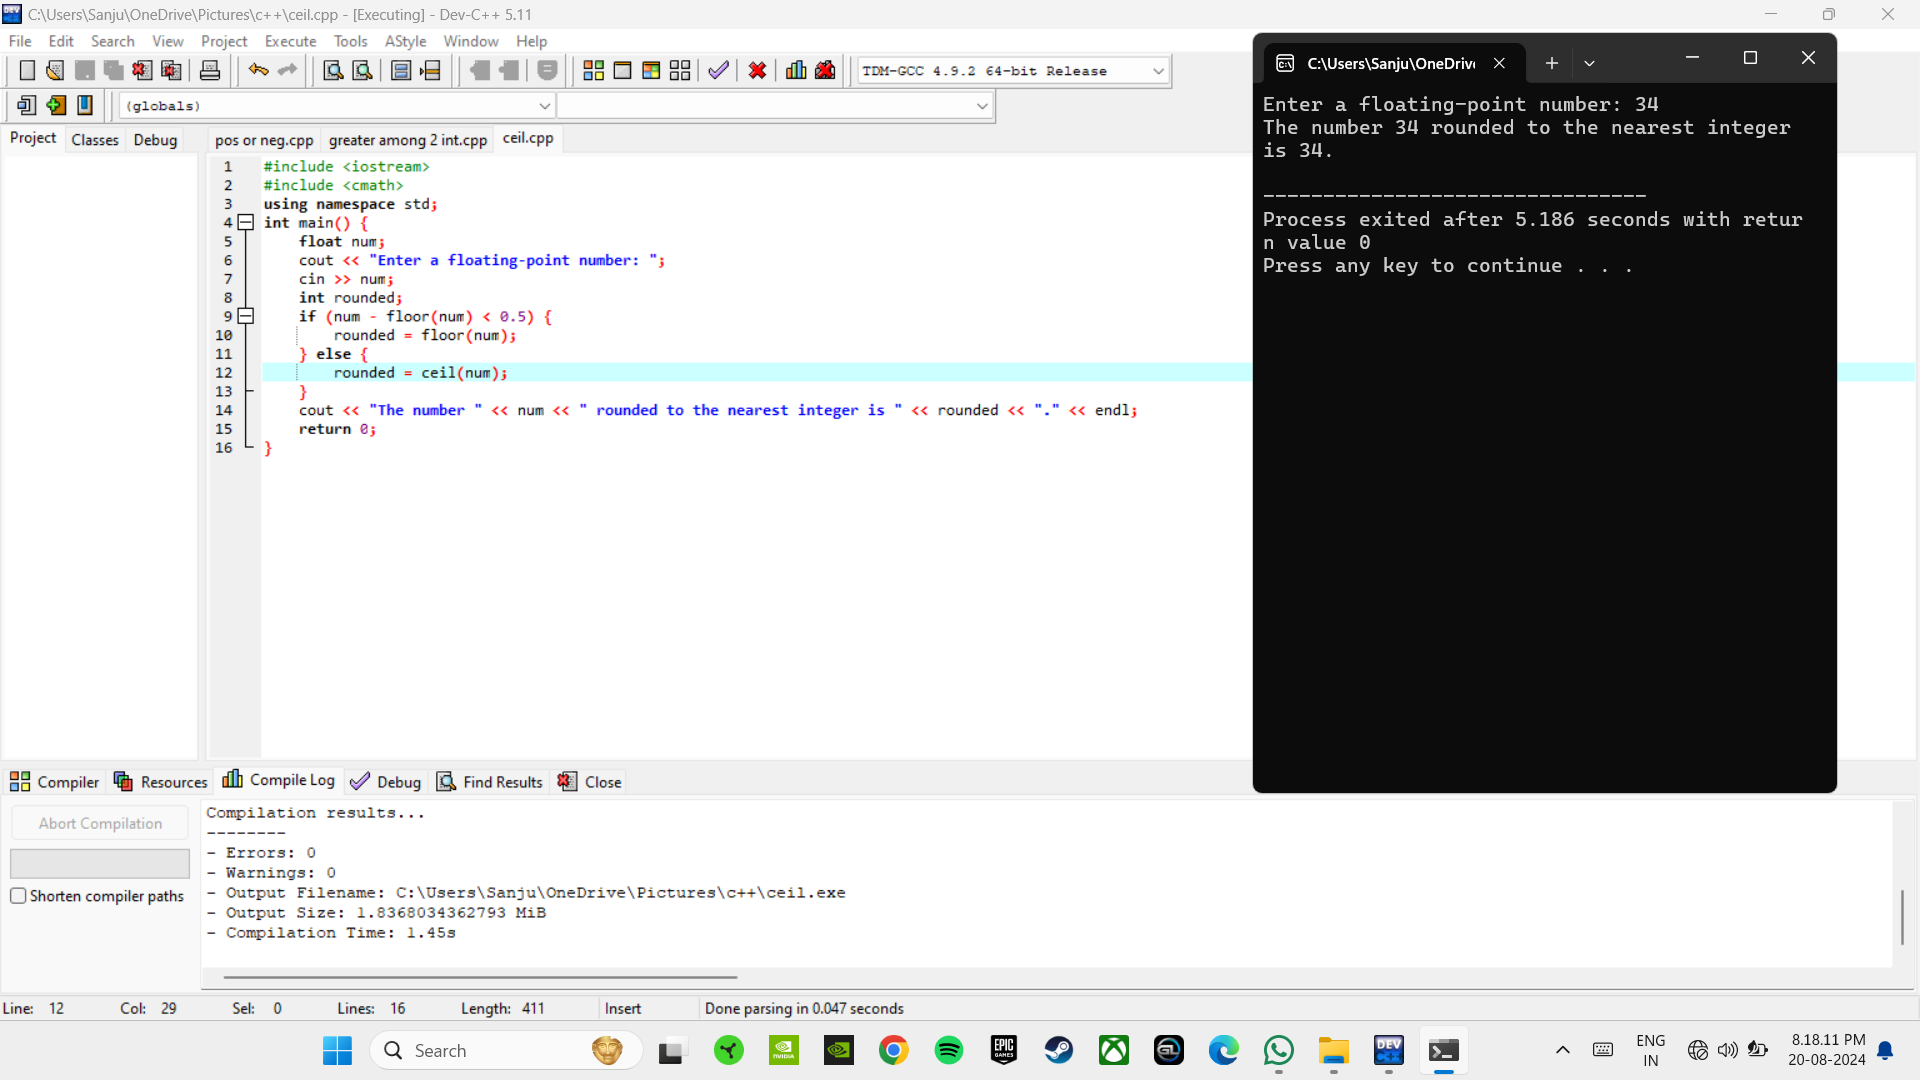 C:\Users\Sanju\OneDrive\Pictures\c++\ceil.cpp - [Executing] - Dev-C++ 5.11
File Edit Search View Project Execute Tools AStyle Window Help
TDM-GCC 4.9.2 64-bit Release
(globals)
Project Classes Debug
pos or neg.cpp greater among 2 int.cpp ceil.cpp
1 #include <iostream>
2 #include <cmath>
3 using namespace std;
4 int main() {
5 float num;
6 cout << "Enter a floating-point number: ";
7 cin >> num;
8 int rounded;
9 if (num - floor(num) < 0.5) {
10 rounded = floor(num);
11 } else {
12 rounded = ceil(num);
13 }
14 cout << "The number " << num << " rounded to the nearest integer is " << rounded << "." << endl;
15 return 0;
16 }
C:\Users\Sanju\OneDrive
Enter a floating-point number: 34
The number 34 rounded to the nearest integer
is 34.
--------------------------------
Process exited after 5.186 seconds with retur
n value 0
Press any key to continue . . .
Compiler Resources Compile Log Debug Find Results Close
Abort Compilation
Shorten compiler paths
Compilation results...
--------
- Errors: 0
- Warnings: 0
- Output Filename: C:\Users\Sanju\OneDrive\Pictures\c++\ceil.exe
- Output Size: 1.8368034362793 MiB
- Compilation Time: 1.45s
Line: 12 Col: 29 Sel: 0 Lines: 16 Length: 411 Insert Done parsing in 0.047 seconds
Search
EPIC GAMES
NVIDIA
DEV C++
ENG
IN
8.18.11 PM
20-08-2024